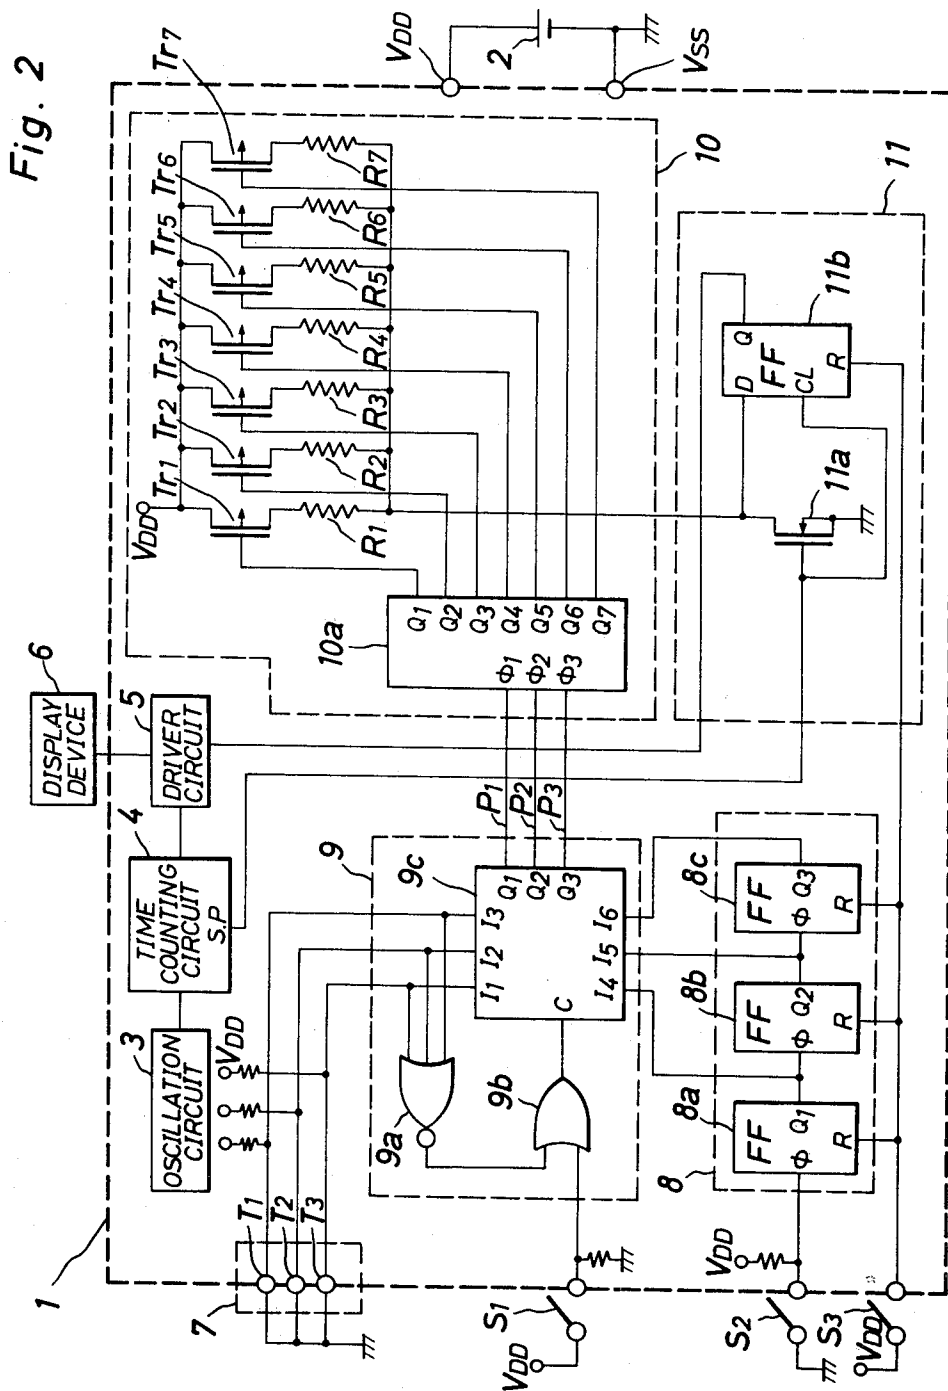 Fig. 2
1
OSCILLATION
CIRCUIT
3
TIME
COUNTING
CIRCUIT
S.P
4
DRIVER
CIRCUIT
5
DISPLAY
DEVICE
6
7
T1
T2
T3
VDD
9
9a
9b
9c
I1 I2 I3
C
I4 I5 I6
Q1
Q2
Q3
P1
P2
P3
10a
Φ1
Φ2
Φ3
Q1
Q2
Q3
Q4
Q5
Q6
Q7
VDD
Tr1 Tr2 Tr3 Tr4 Tr5 Tr6 Tr7
R1 R2 R3 R4 R5 R6 R7
10
VDD
2
VSS
S1
VDD
8
8a
FF
Φ Q1
R
8b
FF
Φ Q2
R
8c
FF
Φ Q3
R
VDD
S2
S3
VDD
11
11a
11b
D Q
FF
CL
R